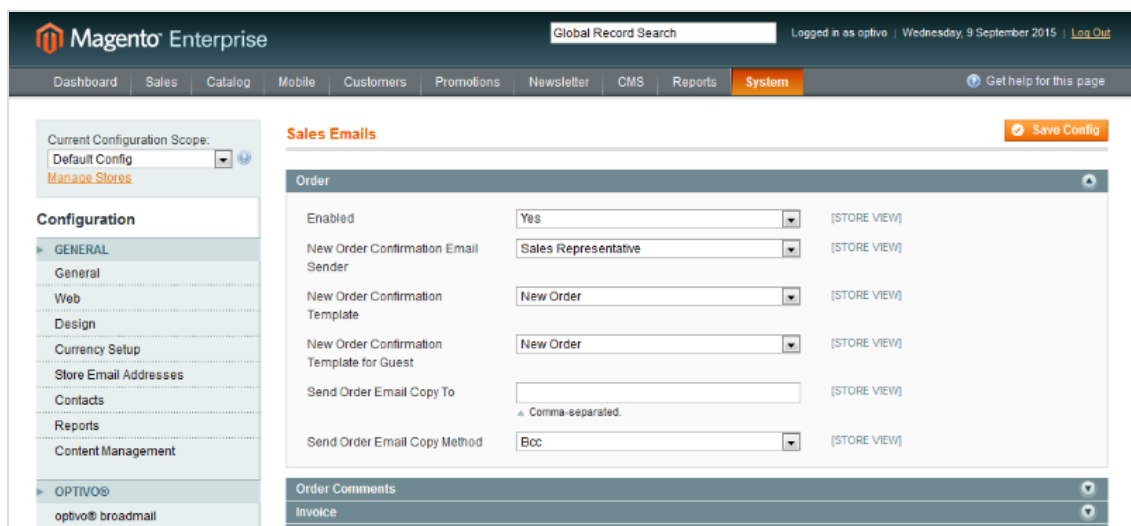 Magento Enterprise
Global Record Search
Logged in as optivo | Wednesday, 9 September 2015 | Log Out
Dashboard Sales Catalog Mobile Customers Promotions Newsletter CMS Reports System Get help for this page
Current Configuration Scope:
Default Config
Manage Stores
Configuration
GENERAL
General
Web
Design
Currency Setup
Store Email Addresses
Contacts
Reports
Content Management
OPTIVO®
optivo® broadmail
Sales Emails
Save Config
Order
Enabled Yes [STORE VIEW]
New Order Confirmation Email Sales Representative [STORE VIEW]
Sender
New Order Confirmation New Order [STORE VIEW]
Template
New Order Confirmation New Order [STORE VIEW]
Template for Guest
Send Order Email Copy To [STORE VIEW]
Comma-separated.
Send Order Email Copy Method Bcc [STORE VIEW]
Order Comments
Invoice